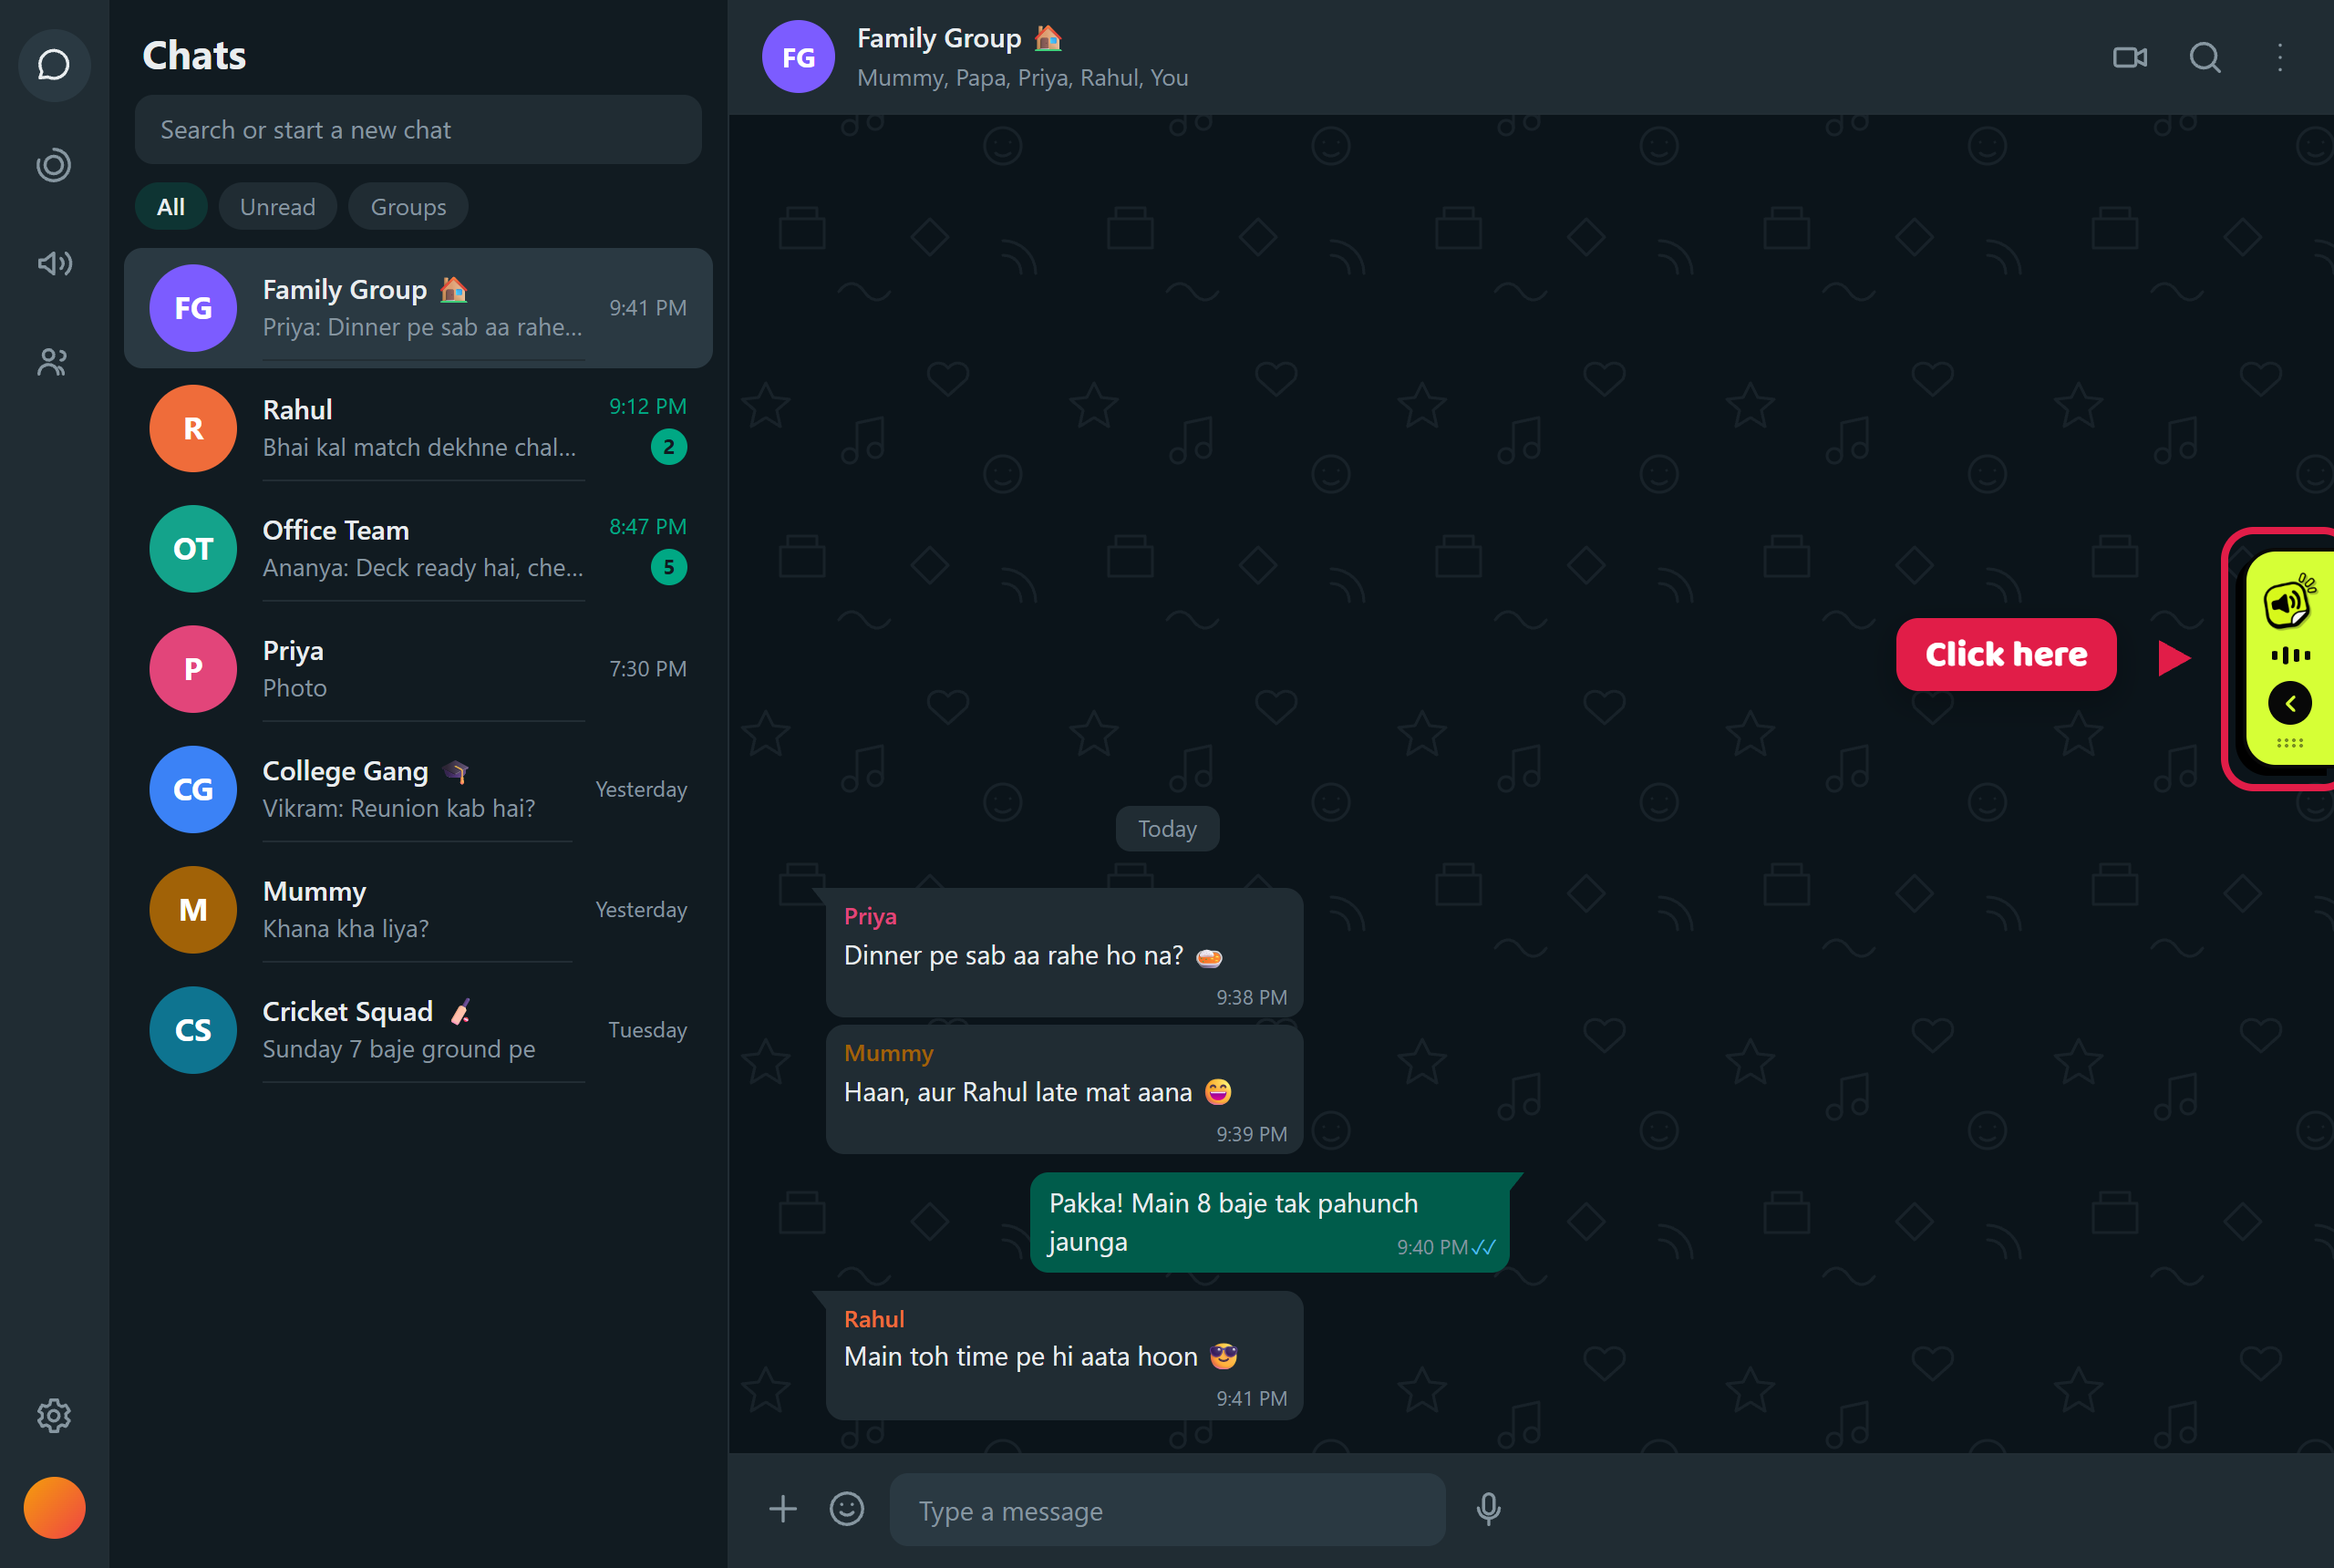 Chats
Search or start a new chat
All
Unread
Groups
FG
Family Group 🏠
9:41 PM
Priya: Dinner pe sab aa rahe...
R
Rahul
9:12 PM
Bhai kal match dekhne chal...
2
OT
Office Team
8:47 PM
Ananya: Deck ready hai, che...
5
P
Priya
7:30 PM
Photo
CG
College Gang 🎓
Yesterday
Vikram: Reunion kab hai?
M
Mummy
Yesterday
Khana kha liya?
CS
Cricket Squad 🏏
Tuesday
Sunday 7 baje ground pe
FG
Family Group 🏠
Mummy, Papa, Priya, Rahul, You
Click here
Today
Priya
Dinner pe sab aa rahe ho na? 🍛
9:38 PM
Mummy
Haan, aur Rahul late mat aana 😄
9:39 PM
Pakka! Main 8 baje tak pahunch
jaunga
9:40 PM
Rahul
Main toh time pe hi aata hoon 😎
9:41 PM
Type a message